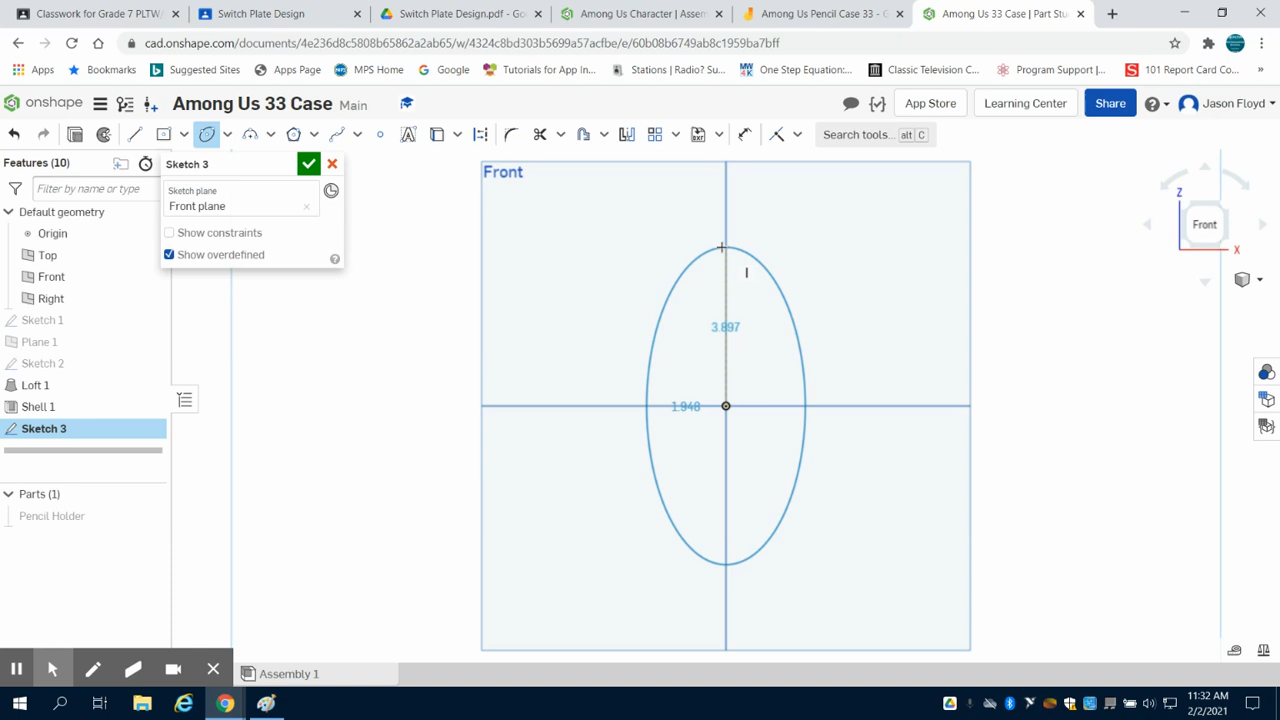 Classwork for Grade 7 PLTW/
Switch Plate Design
Switch Plate Design.pdf - Go
Among Us Character | Assem
Among Us Pencil Case 33 - G
Among Us 33 Case | Part Stu
cad.onshape.com/documents/4e236d8c5808b65862a2ab65/w/4324c8bd303b5699a57acfbe/e/60b08b6749ab8c1959ba7bff
Apps
Bookmarks
Suggested Sites
Apps Page
MPS Home
Google
Tutorials for App In...
Stations | Radio? Su...
One Step Equation:...
Classic Television C...
Program Support |...
101 Report Card Co...
onshape
Among Us 33 Case Main
App Store
Learning Center
Share
Jason Floyd
Search tools... alt C
Features (10)
Filter by name or type
Default geometry
Origin
Top
Front
Right
Sketch 1
Plane 1
Sketch 2
Loft 1
Shell 1
Sketch 3
Parts (1)
Pencil Holder
Sketch 3
Sketch plane
Front plane
Show constraints
Show overdefined
Front
3.897
1.948
Z
Front
X
Assembly 1
11:32 AM
2/2/2021